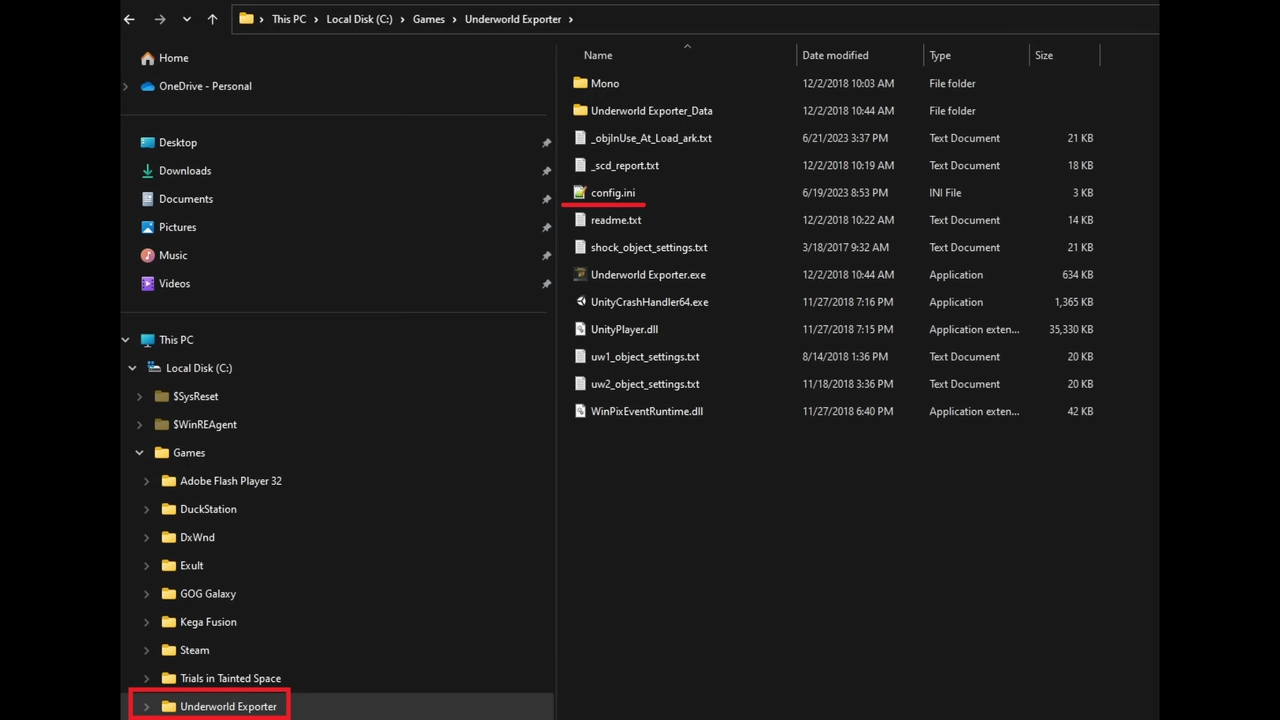 This PC Local Disk (C:) Games Underworld Exporter
Home
OneDrive - Personal
Desktop
Downloads
Documents
Pictures
Music
Videos
This PC
Local Disk (C:)
$SysReset
$WinREAgent
Games
Adobe Flash Player 32
DuckStation
DxWnd
Exult
GOG Galaxy
Kega Fusion
Steam
Trials in Tainted Space
Underworld Exporter
Name Date modified Type Size
Mono 12/2/2018 10:03 AM File folder
Underworld Exporter_Data 12/2/2018 10:44 AM File folder
_objInUse_At_Load_ark.txt 6/21/2023 3:37 PM Text Document 21 KB
_scd_report.txt 12/2/2018 10:19 AM Text Document 18 KB
config.ini 6/19/2023 8:53 PM INI File 3 KB
readme.txt 12/2/2018 10:22 AM Text Document 14 KB
shock_object_settings.txt 3/18/2017 9:32 AM Text Document 21 KB
Underworld Exporter.exe 12/2/2018 10:44 AM Application 634 KB
UnityCrashHandler64.exe 11/27/2018 7:16 PM Application 1,365 KB
UnityPlayer.dll 11/27/2018 7:15 PM Application exten... 35,330 KB
uw1_object_settings.txt 8/14/2018 1:36 PM Text Document 20 KB
uw2_object_settings.txt 11/18/2018 3:36 PM Text Document 20 KB
WinPixEventRuntime.dll 11/27/2018 6:40 PM Application exten... 42 KB